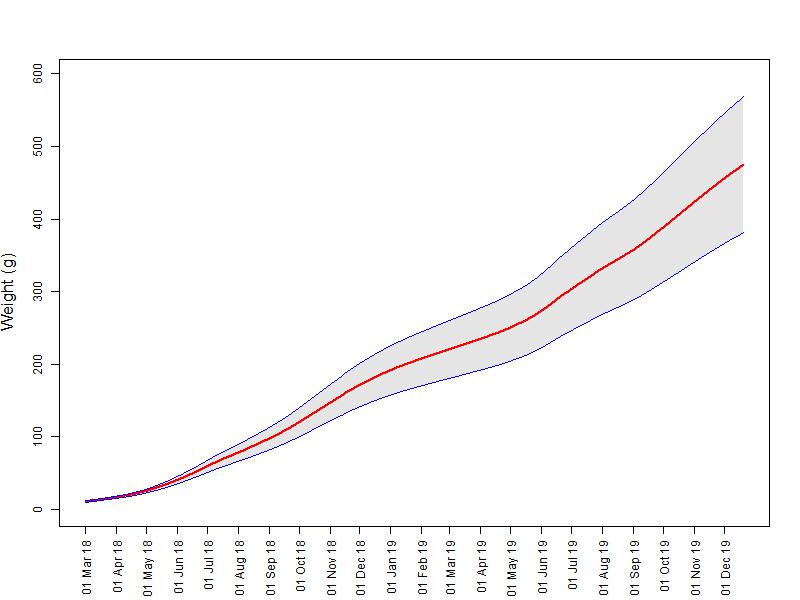 600
500
400
300
200
100
0
Weight (g)
01 Mar 18
01 Apr 18
01 May 18
01 Jun 18
01 Jul 18
01 Aug 18
01 Sep 18
01 Oct 18
01 Nov 18
01 Dec 18
01 Jan 19
01 Feb 19
01 Mar 19
01 Apr 19
01 May 19
01 Jun 19
01 Jul 19
01 Aug 19
01 Sep 19
01 Oct 19
01 Nov 19
01 Dec 19